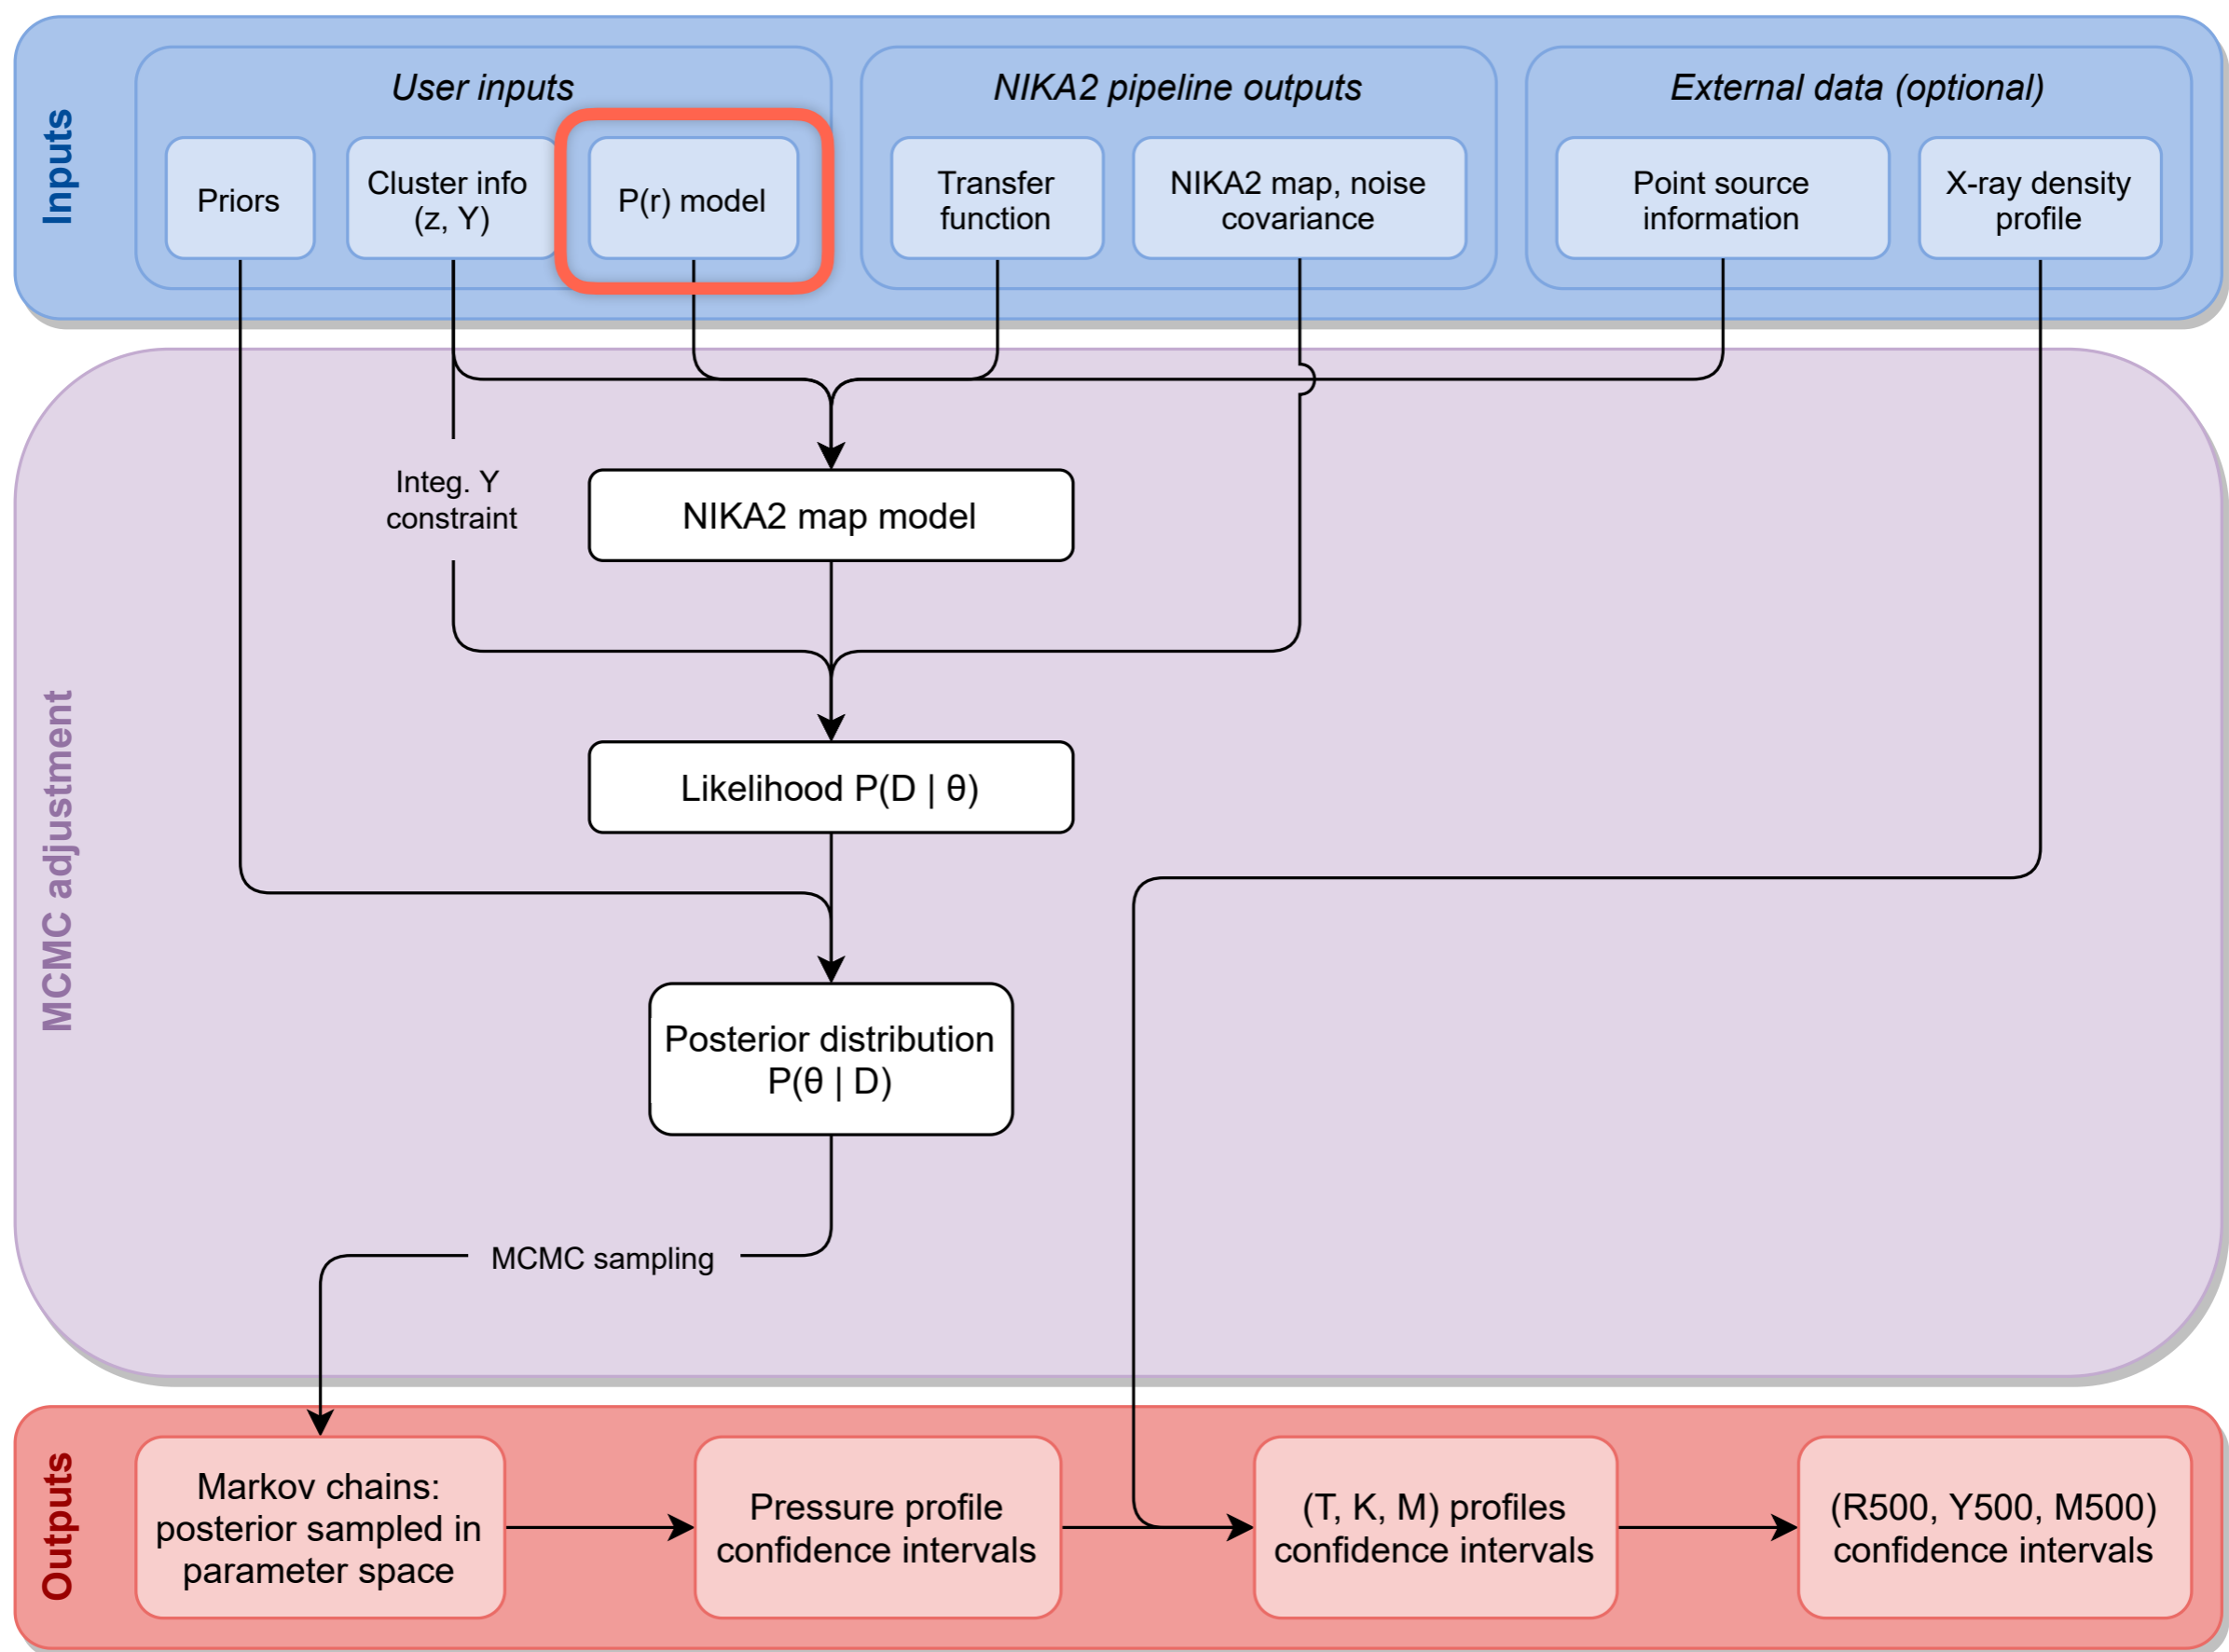 Inputs
User inputs
Priors
Cluster info
(z, Y)
P(r) model
NIKA2 pipeline outputs
Transfer
function
NIKA2 map, noise
covariance
External data (optional)
Point source
information
X-ray density
profile
MCMC adjustment
Integ. Y
constraint
NIKA2 map model
Likelihood P(D | θ)
Posterior distribution
P(θ | D)
MCMC sampling
Outputs
Markov chains:
posterior sampled in
parameter space
Pressure profile
confidence intervals
(T, K, M) profiles
confidence intervals
(R500, Y500, M500)
confidence intervals